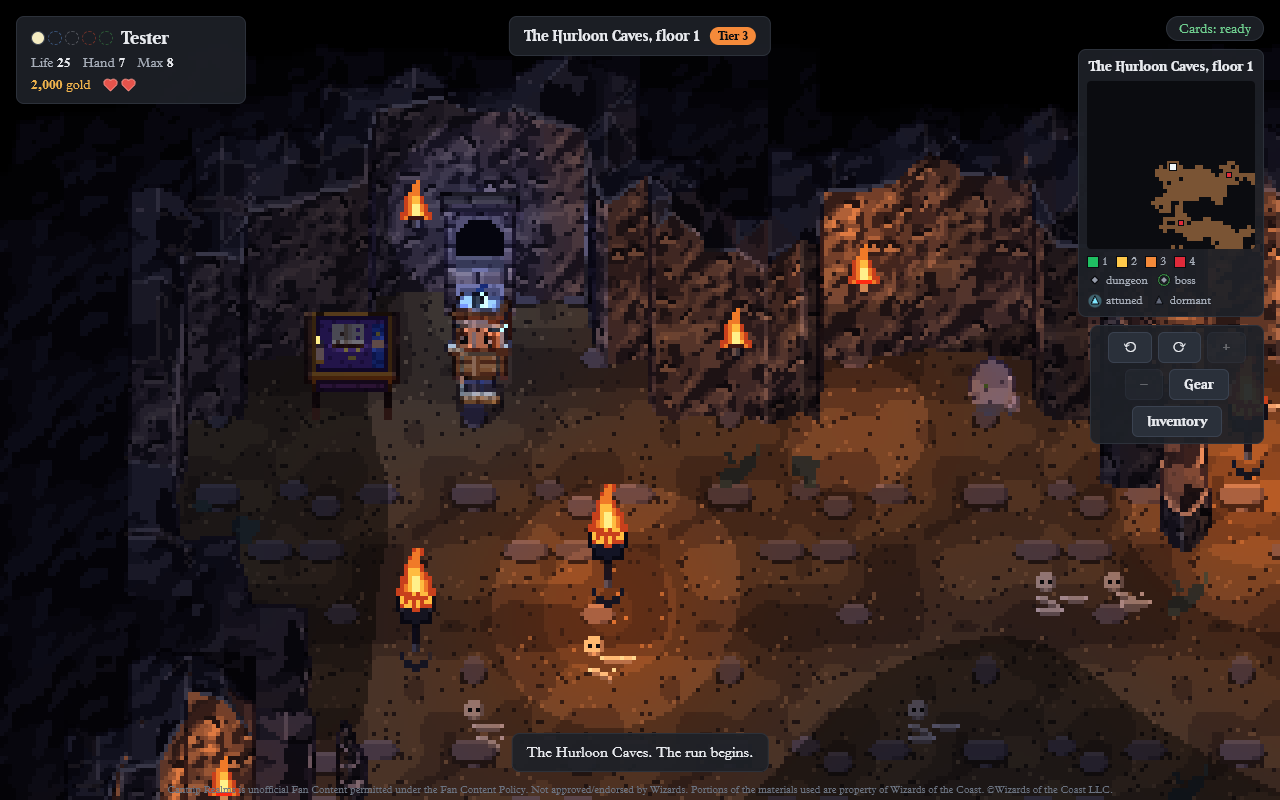 Tester
Life 25 Hand 7 Max 8
2,000 gold
The Hurloon Caves, floor 1 Tier 3
Cards: ready
The Hurloon Caves, floor 1
1 2 3 4
dungeon boss
attuned dormant
+
− Gear
Inventory
The Hurloon Caves. The run begins.
unofficial Fan Content permitted under the Fan Content Policy. Not approved/endorsed by Wizards. Portions of the materials used are property of Wizards of the Coast. ©Wizards of the Coast LLC.